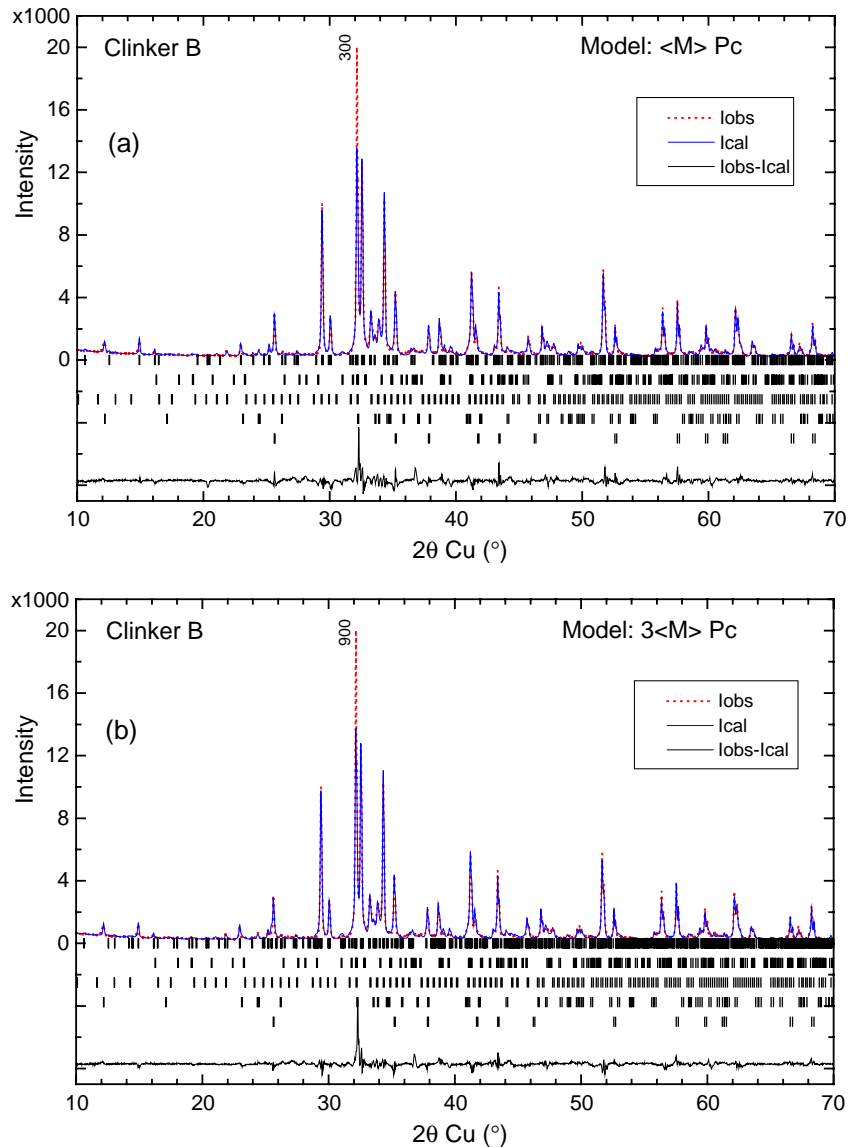 x1000
Clinker B
Model: <M> Pc
300
(a)
Iobs
Ical
Iobs-Ical
20
16
12
8
4
0
Intensity
10 20 30 40 50 60 70
2θ Cu (°)
x1000
Clinker B
Model: 3<M> Pc
900
(b)
Iobs
Ical
Iobs-Ical
20
16
12
8
4
0
Intensity
10 20 30 40 50 60 70
2θ Cu (°)